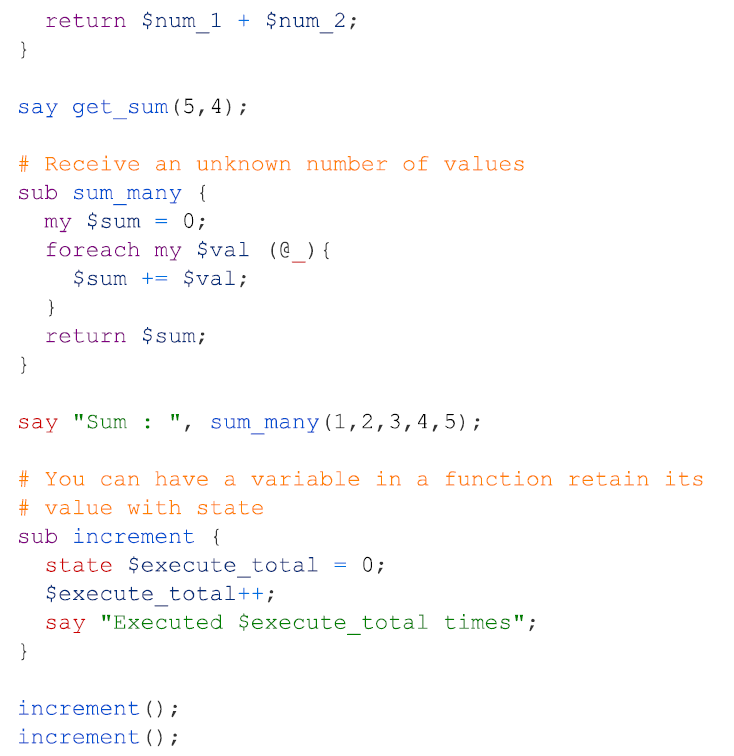 return $num_1 + $num_2;
}
say get_sum(5,4);
# Receive an unknown number of values
sub sum_many {
my $sum = 0;
foreach my $val (@_){
$sum += $val;
}
return $sum;
}
say "Sum : ", sum_many(1,2,3,4,5);
# You can have a variable in a function retain its
# value with state
sub increment {
state $execute_total = 0;
$execute_total++;
say "Executed $execute_total times";
}
increment();
increment();